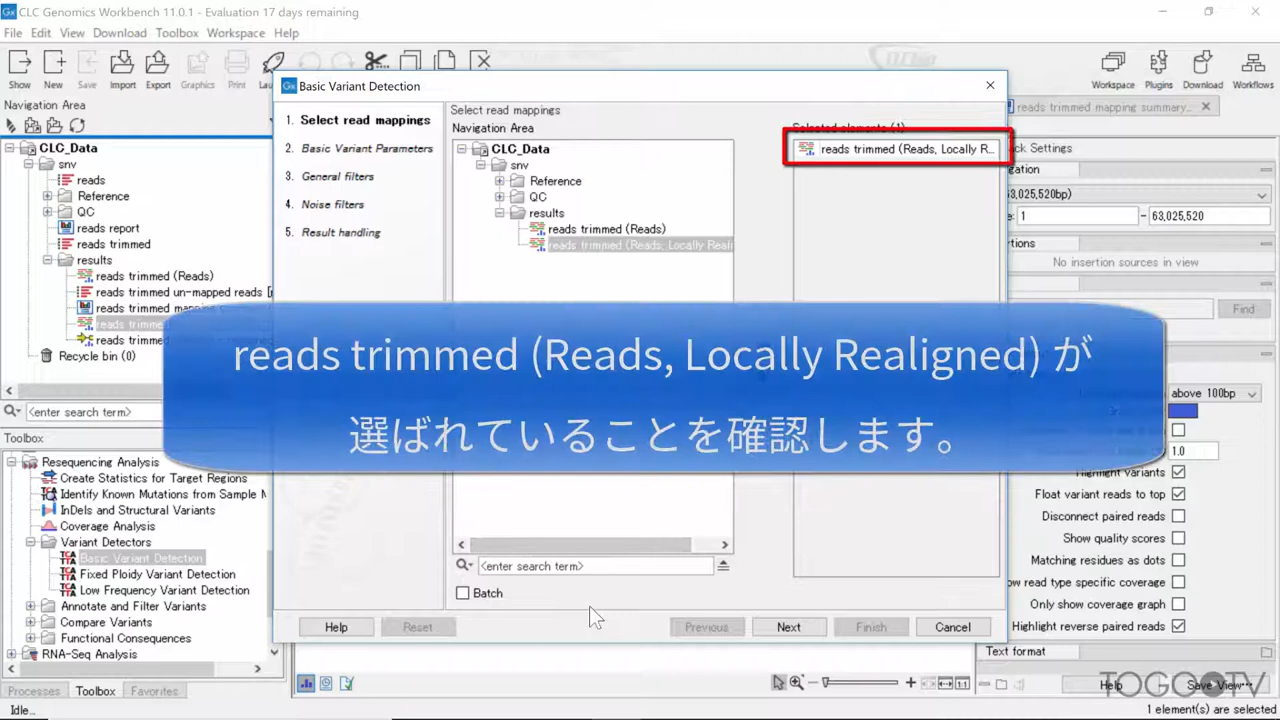 CLC Genomics Workbench 11.0.1 - Evaluation 17 days remaining
File Edit View Download Toolbox Workspace Help
Show New Save Import Export Graphics Print Workspace Plugins Download Workflows
Navigation Area
CLC_Data
snv
reads
Reference
QC
reads report
reads trimmed
results
reads trimmed (Reads)
reads trimmed un-mapped reads
reads trimmed
Recycle bin (0)
<enter search term>
Toolbox
Resequencing Analysis
Create Statistics for Target Regions
Identify Known Mutations from Sample M
InDels and Structural Variants
Coverage Analysis
Variant Detectors
Basic Variant Detection
Fixed Ploidy Variant Detection
Low Frequency Variant Detection
Annotate and Filter Variants
Compare Variants
Functional Consequences
RNA-Seq Analysis
Processes Toolbox Favorites
Idle...
Basic Variant Detection
1. Select read mappings
2. Basic Variant Parameters
3. General filters
4. Noise filters
5. Result handling
Select read mappings
Navigation Area
CLC_Data
snv
Reference
QC
results
reads trimmed (Reads)
reads trimmed (Reads, Locally Reali
<enter search term>
Batch
Selected elements (1)
reads trimmed (Reads, Locally R...
Help Reset Previous Next Finish Cancel
reads trimmed (Reads, Locally Realigned) が
選ばれていることを確認します。
reads trimmed mapping summary...
ck Settings
63,025,520bp)
1 - 63,025,520
No insertion sources in view
Find
above 100bp
1.0
Highlight variants
Float variant reads to top
Disconnect paired reads
Show quality scores
Matching residues as dots
ow read type specific coverage
Only show coverage graph
Highlight reverse paired reads
Text format
Help Save View...
TOGO TV
1 element(s) are selected